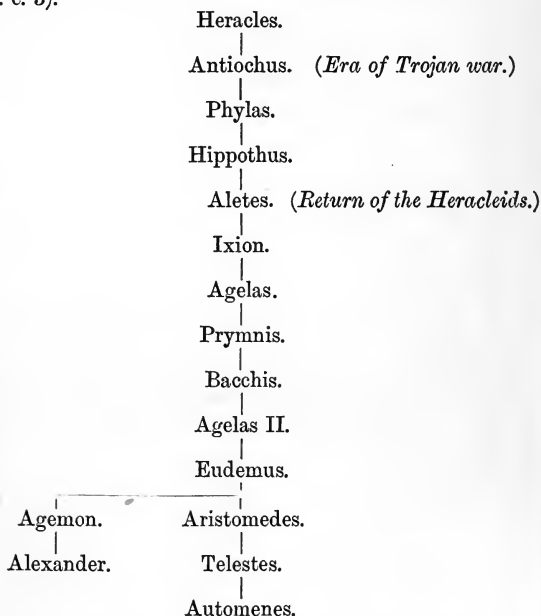 Heracles.
Antiochus. (Era of Trojan war.)
Phylas.
Hippothus.
Aletes. (Return of the Heracleids.)
Ixion.
Agelas.
Prymnis.
Bacchis.
Agelas II.
Eudemus.
Agemon. Aristomedes.
Alexander. Telestes.
Automenes.